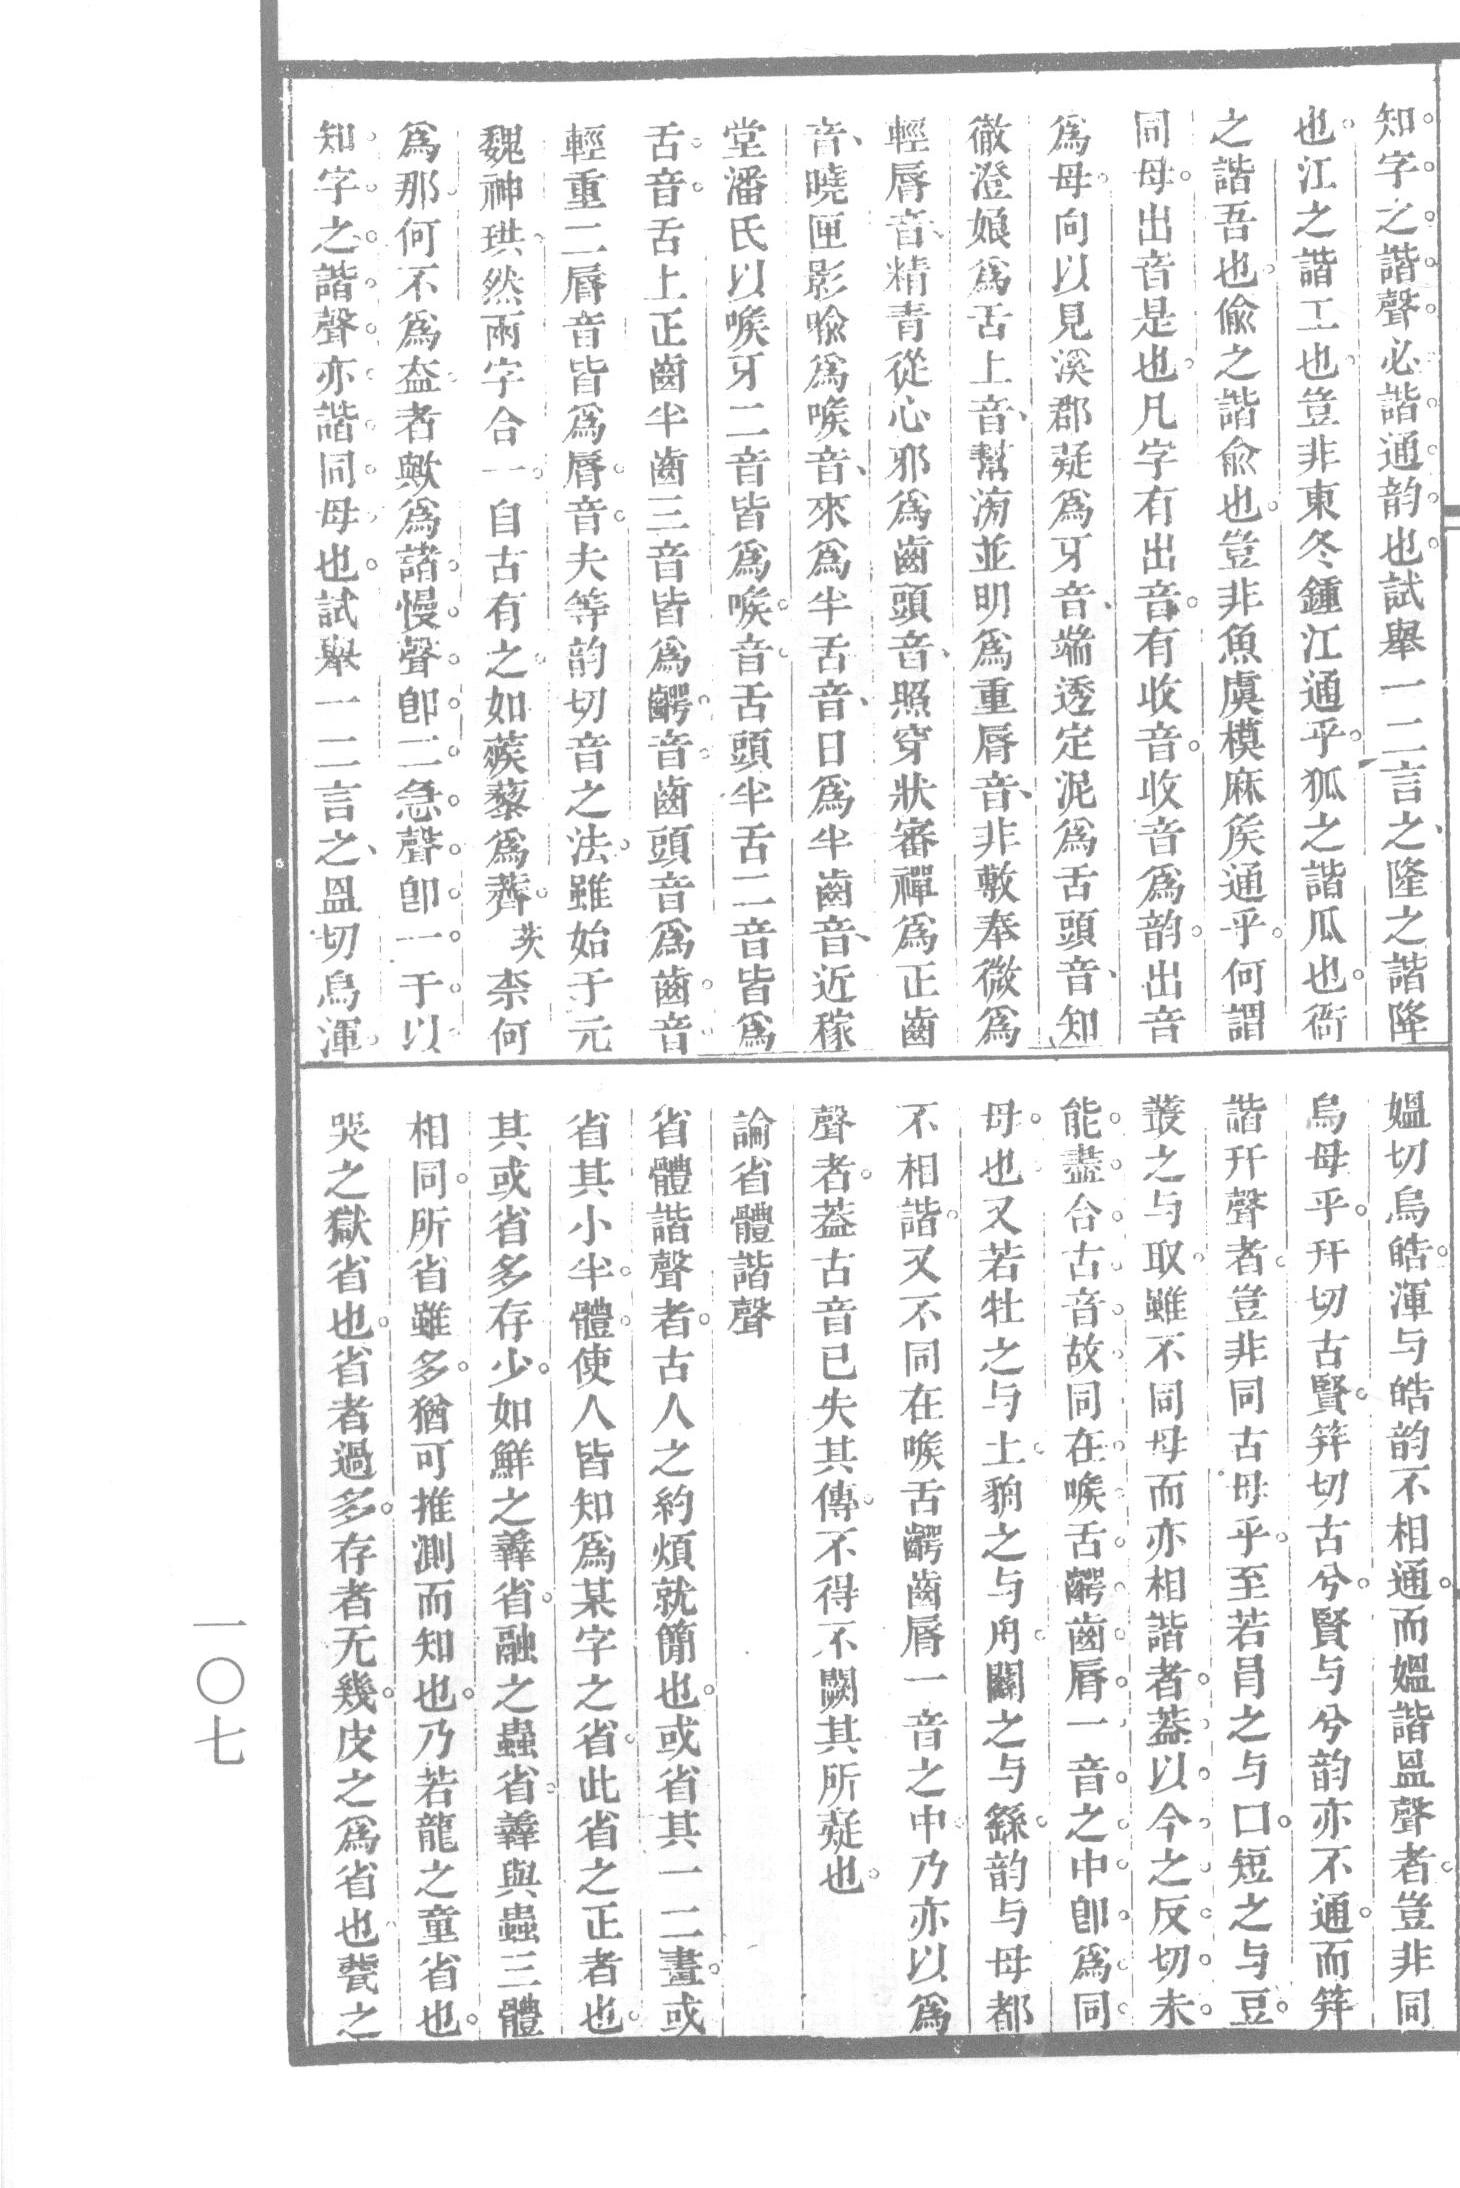 知字之諧聲必諧通韵也試舉一二言之隆之諧降
也江之諧工也豈非東冬鍾江通乎狐之諧瓜也衙
之諧吾也偸之諧兪也豈非魚虞模麻矦通乎何謂
同母出音是也凡字有出音有收音收音爲韵出音
爲母向以見溪郡疑爲牙音端透定泥爲舌頭音知
徹澄娘爲舌上音幫滂並明爲重脣音非敷奉微爲
輕脣音精青從心邪爲齒頭音照穿狀審禪爲正齒
音曉匣影喩爲喉音來爲半舌音日爲半齒音近稼
堂潘氏以喉牙二音皆爲喉音舌頭半舌二音皆爲
舌音舌上正齒半齒三音皆爲齶音齒頭音爲齒音
輕重二脣音皆爲脣音夫等韵切音之法雖始于元
魏神珙然兩字合一自古有之如蒺藜爲薺茨柰何
爲那何不爲盍者歟爲諸慢聲卽二急聲卽一于以
知字之諧聲亦諧同母也試舉一二言之昷切烏渾
媼切烏皓渾与皓韵不相通而媼諧昷聲者豈非同
烏母乎幵切古賢筓切古兮賢与兮韵亦不通而筓
諧幵聲者豈非同古母乎至若員之与口短之与豆
叢之与取雖不同母而亦相諧者葢以今之反切未
能盡合古音故同在喉舌齶齒脣一音之中卽爲同
母也又若牡之与土貈之与舟關之与𢇇韵与母都
不相諧又不同在喉舌齶齒脣一音之中乃亦以爲
聲者葢古音已失其傳不得不闕其所疑也
論省體諧聲
省體諧聲者古人之約煩就簡也或省其一二畫或
省其小半體使人皆知爲某字之省此省之正者也
其或省多存少如鮮之羴省融之蟲省羴與蟲三體
相同所省雖多猶可推測而知也乃若龍之童省也
哭之獄省也省者過多存者无幾皮之爲省也㼱之
一〇七